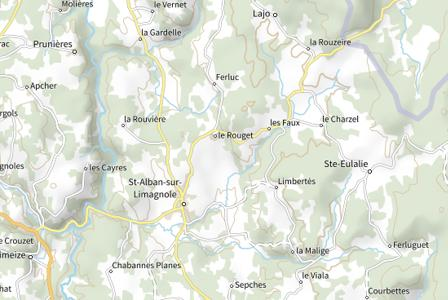 Molières
le Vernet
Lajo
la Gardelle
Prunières
la Rouzeire
Ferluc
Apcher
la Rouvière
les Faux
le Charzel
le Rouget
les Cayres
Ste-Eulalie
St-Alban-sur-
Limagnole
Limbertès
Ferluguet
la Malige
Chabannes Planes
le Viala
Sepches
Courbettes